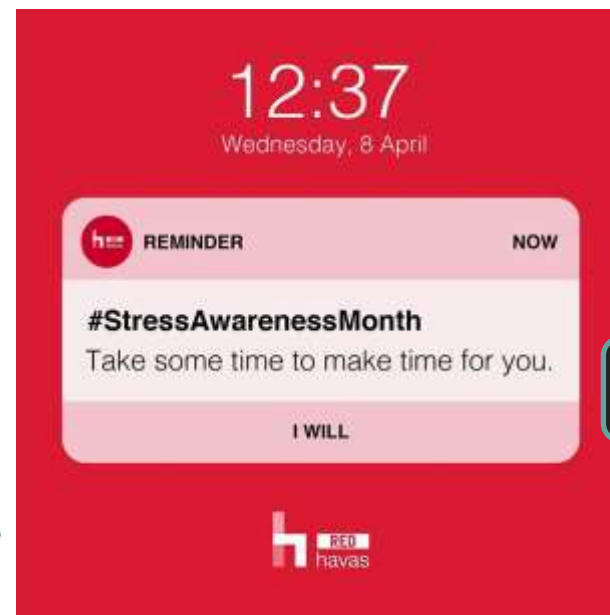 12:37
Wednesday, 8 April
REMINDER NOW
#StressAwarenessMonth
Take some time to make time for you.
I WILL
RED
havas